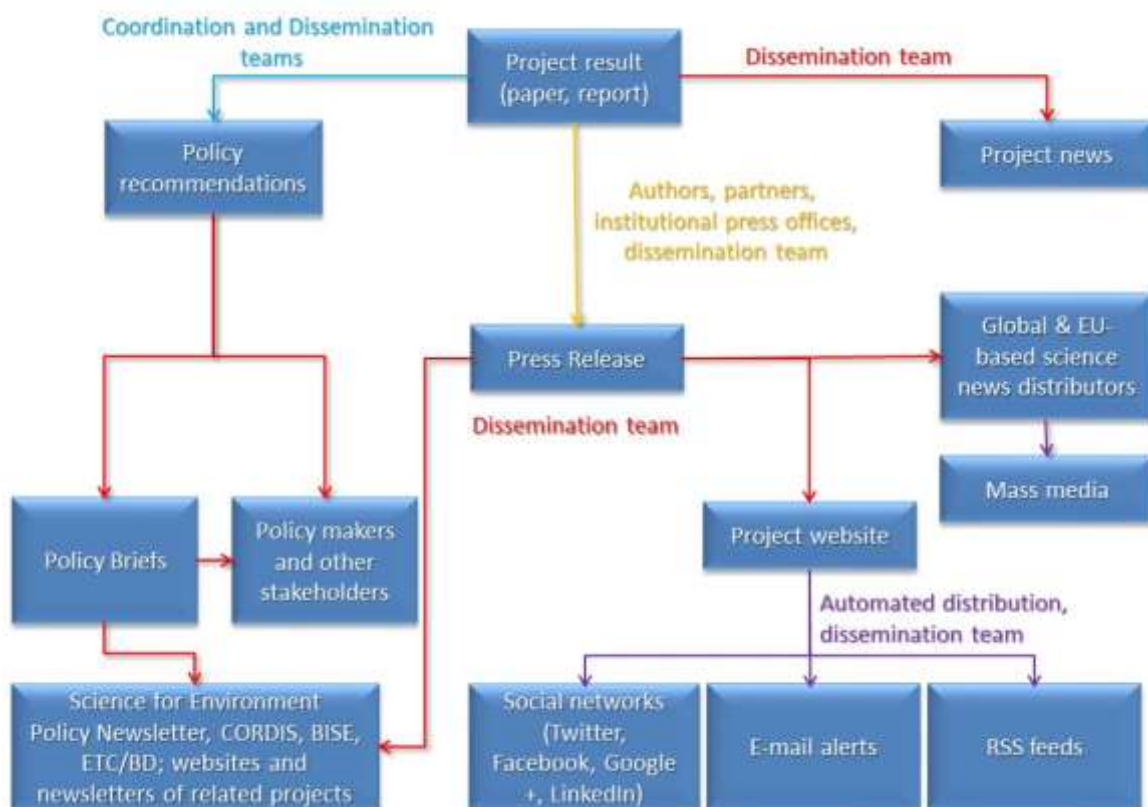 Coordination and Dissemination
teams
Project result
(paper, report)
Dissemination team
Policy
recommendations
Project news
Authors, partners,
institutional press offices,
dissemination team
Press Release
Global & EU-
based science
news distributors
Dissemination team
Mass media
Policy Briefs
Policy makers
and other
stakeholders
Project website
Automated distribution,
dissemination team
Science for Environment
Policy Newsletter, CORDIS, BISE,
ETC/BD; websites and
newsletters of related projects
Social networks
(Twitter,
Facebook, Google
+, LinkedIn)
E-mail alerts
RSS feeds